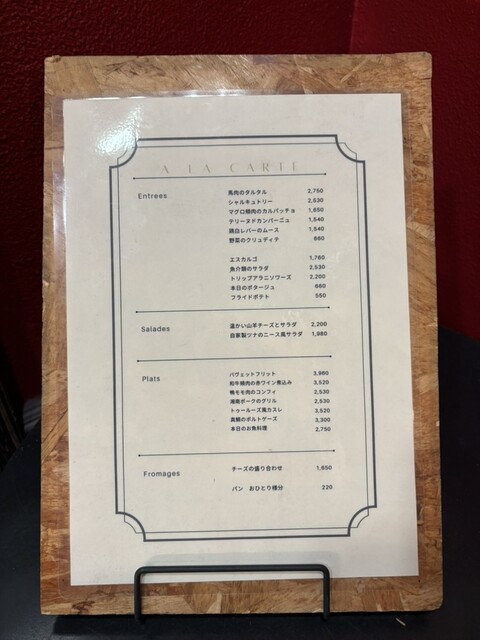 A LA CARTE
Entrees
馬肉のタルタル 2,750
シャルキュトリー 2,530
マグロ頬肉のカルパッチョ 1,650
テリーヌドカンパーニュ 1,540
鶏白レバーのムース 1,540
野菜のクリュディテ 660
エスカルゴ 1,760
魚介類のサラダ 2,530
トリップアラニソワーズ 2,200
本日のポタージュ 660
フライドポテト 550
Salades
温かい山羊チーズとサラダ 2,200
自家製ツナのニース風サラダ 1,980
Plats
バヴェットフリット 3,980
和牛頬肉の赤ワイン煮込み 3,520
鴨モモ肉のコンフィ 2,530
湘南ポークのグリル 2,530
トゥールーズ風カスレ 3,520
真鯛のポルトゲーズ 3,300
本日のお魚料理 2,750
Fromages
チーズの盛り合わせ 1,650
パン おひとり様分 220